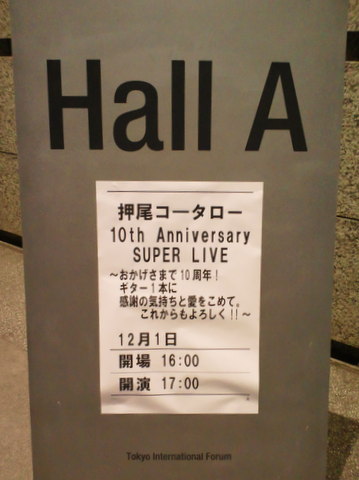 Hall A
押尾コータロー
10th Anniversary
SUPER LIVE
～おかげさまで10周年！
ギター1本に
感謝の気持ちと愛をこめて。
これからもよろしく!!～
12月1日
開場 16:00
開演 17:00
Tokyo International Forum